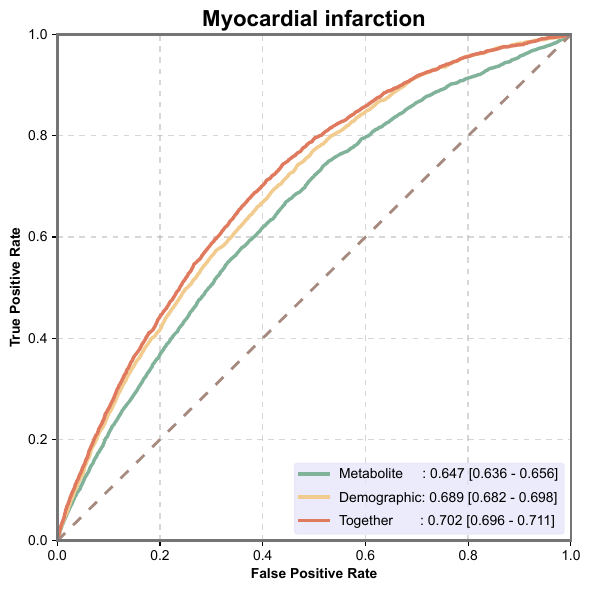 Myocardial infarction
True Positive Rate
1.0
0.8
0.6
0.4
0.2
0.0
Metabolite : 0.647 [0.636 - 0.656]
Demographic: 0.689 [0.682 - 0.698]
Together : 0.702 [0.696 - 0.711]
0.0 0.2 0.4 0.6 0.8 1.0
False Positive Rate